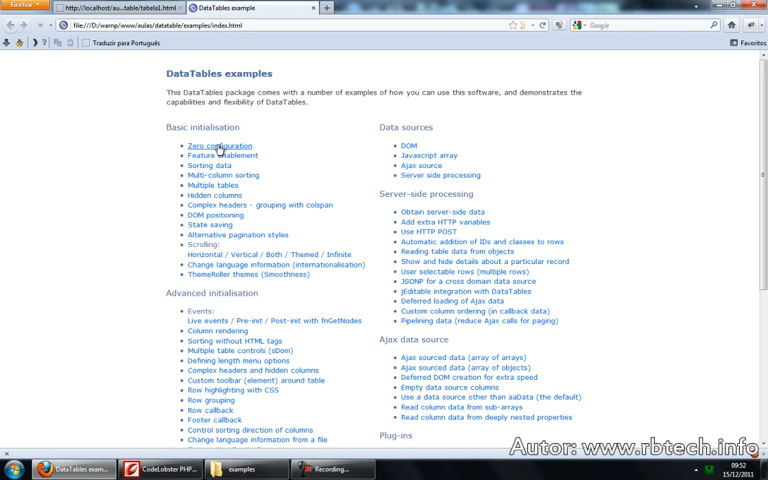 Firefox
http://localhost/au...table/tabela1.html
DataTables example
file:///D:/wamp/www/aulas/datatable/examples/index.html
Google
Traduzir para Português
Favoritos
DataTables examples
This DataTables package comes with a number of examples of how you can use this software, and demonstrates the
capabilities and flexibility of DataTables.
Basic initialisation
Zero configuration
Feature enablement
Sorting data
Multi-column sorting
Multiple tables
Hidden columns
Complex headers - grouping with colspan
DOM positioning
State saving
Alternative pagination styles
Scrolling:
Horizontal / Vertical / Both / Themed / Infinite
Change language information (internationalisation)
ThemeRoller themes (Smoothness)
Advanced initialisation
Events:
Live events / Pre-init / Post-init with fnGetNodes
Column rendering
Sorting without HTML tags
Multiple table controls (sDom)
Defining length menu options
Complex headers and hidden columns
Custom toolbar (element) around table
Row highlighting with CSS
Row grouping
Row callback
Footer callback
Control sorting direction of columns
Change language information from a file
Data sources
DOM
Javascript array
Ajax source
Server side processing
Server-side processing
Obtain server-side data
Add extra HTTP variables
Use HTTP POST
Automatic addition of IDs and classes to rows
Reading table data from objects
Show and hide details about a particular record
User selectable rows (multiple rows)
JSONP for a cross domain data source
jEditable integration with DataTables
Deferred loading of Ajax data
Custom column ordering (in callback data)
Pipelining data (reduce Ajax calls for paging)
Ajax data source
Ajax sourced data (array of arrays)
Ajax sourced data (array of objects)
Deferred DOM creation for extra speed
Empty data source columns
Use a data source other than aaData (the default)
Read column data from sub-arrays
Read column data from deeply nested properties
Plug-ins
Autor: www.rbtech.info
DataTables exam...
CodeLobster PHP...
examples
Recording...
09:52
15/12/2011